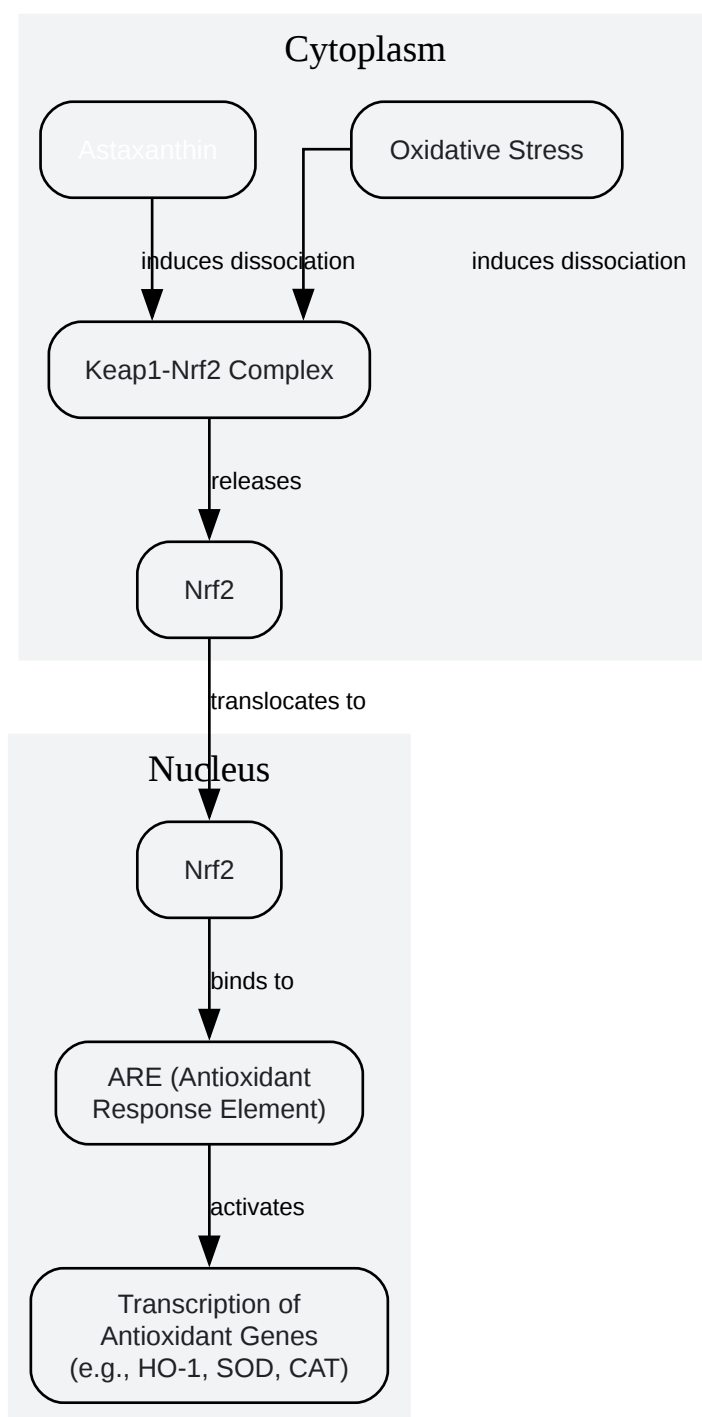 Cytoplasm
Astaxanthin
Oxidative Stress
induces dissociation
induces dissociation
Keap1-Nrf2 Complex
releases
Nrf2
translocates to
Nucleus
Nrf2
binds to
ARE (Antioxidant
Response Element)
activates
Transcription of
Antioxidant Genes
(e.g., HO-1, SOD, CAT)